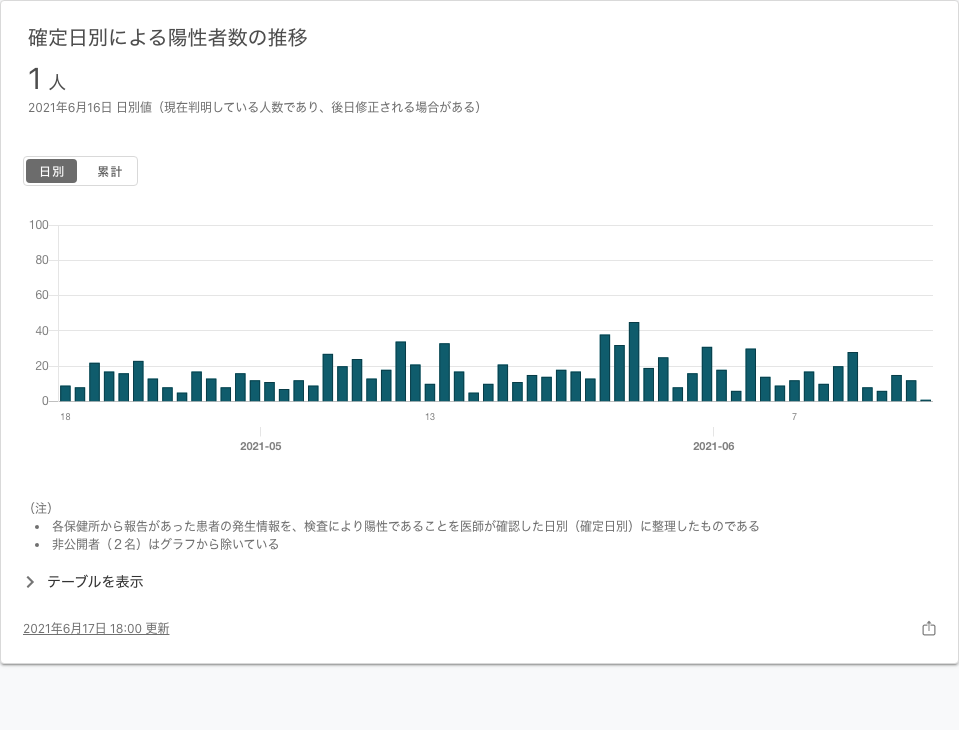 確定日別による陽性者数の推移
1 人
2021年6月16日 日別値（現在判明している人数であり、後日修正される場合がある）
日別 累計
100
80
60
40
20
0
18 13 7
2021-05 2021-06
（注）
• 各保健所から報告があった患者の発生情報を、検査により陽性であることを医師が確認した日別（確定日別）に整理したものである
• 非公開者（２名）はグラフから除いている
テーブルを表示
2021年6月17日 18:00 更新